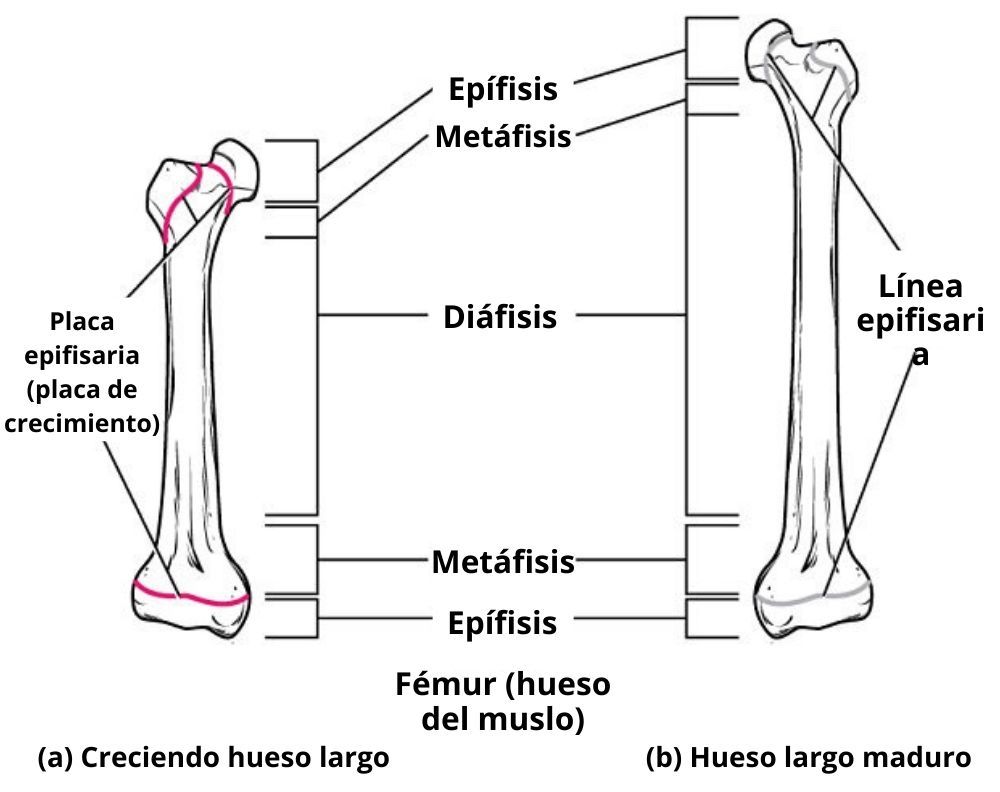 Epífisis
Metáfisis
Diáfisis
Placa
epifisaria
(placa de
crecimiento)
Línea
epifisari
a
Metáfisis
Epífisis
Fémur (hueso
del muslo)
(a) Creciendo hueso largo
(b) Hueso largo maduro